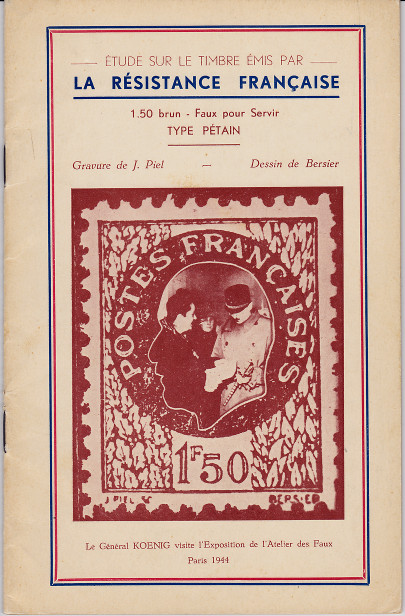 ÉTUDE SUR LE TIMBRE ÉMIS PAR
LA RÉSISTANCE FRANÇAISE
1.50 brun - Faux pour Servir
TYPE PÉTAIN
Gravure de J. Piel — Dessin de Bersier
POSTES FRANÇAISES
1F50
J PIEL SC BERSIER
Le Général KOENIG visite l'Exposition de l'Atelier des Faux
Paris 1944